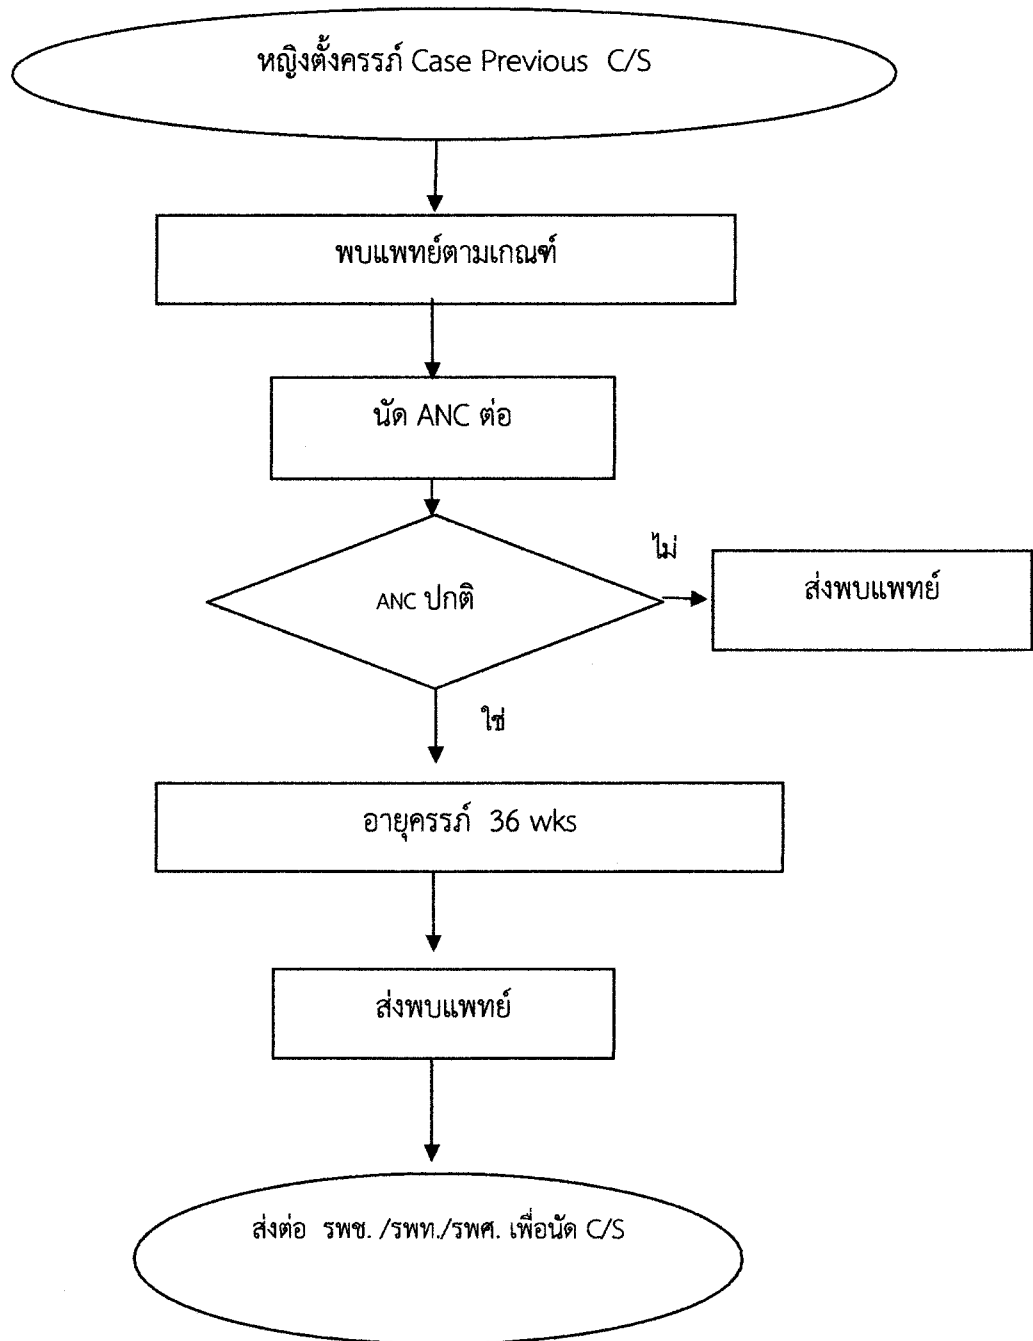 หญิงตั้งครรภ์ Case Previous C/S
พบแพทย์ตามเกณฑ์
นัด ANC ต่อ
ไม่
ANC ปกติ
ส่งพบแพทย์
ใช่
อายุครรภ์ 36 wks
ส่งพบแพทย์
ส่งต่อ รพช. /รพท./รพศ. เพื่อนัด C/S